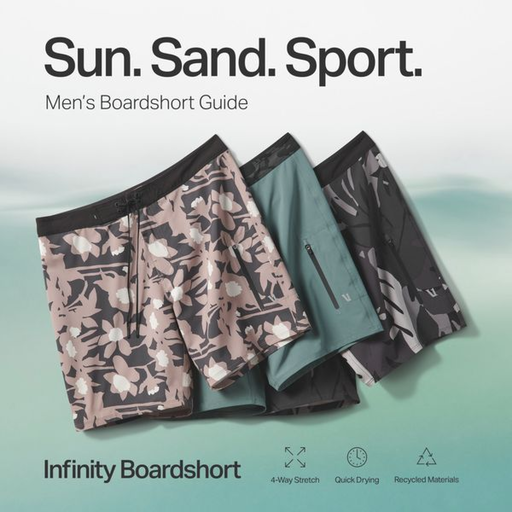 Sun. Sand. Sport.
Men's Boardshort Guide
Infinity Boardshort
4-Way Stretch
Quick Drying
Recycled Materials